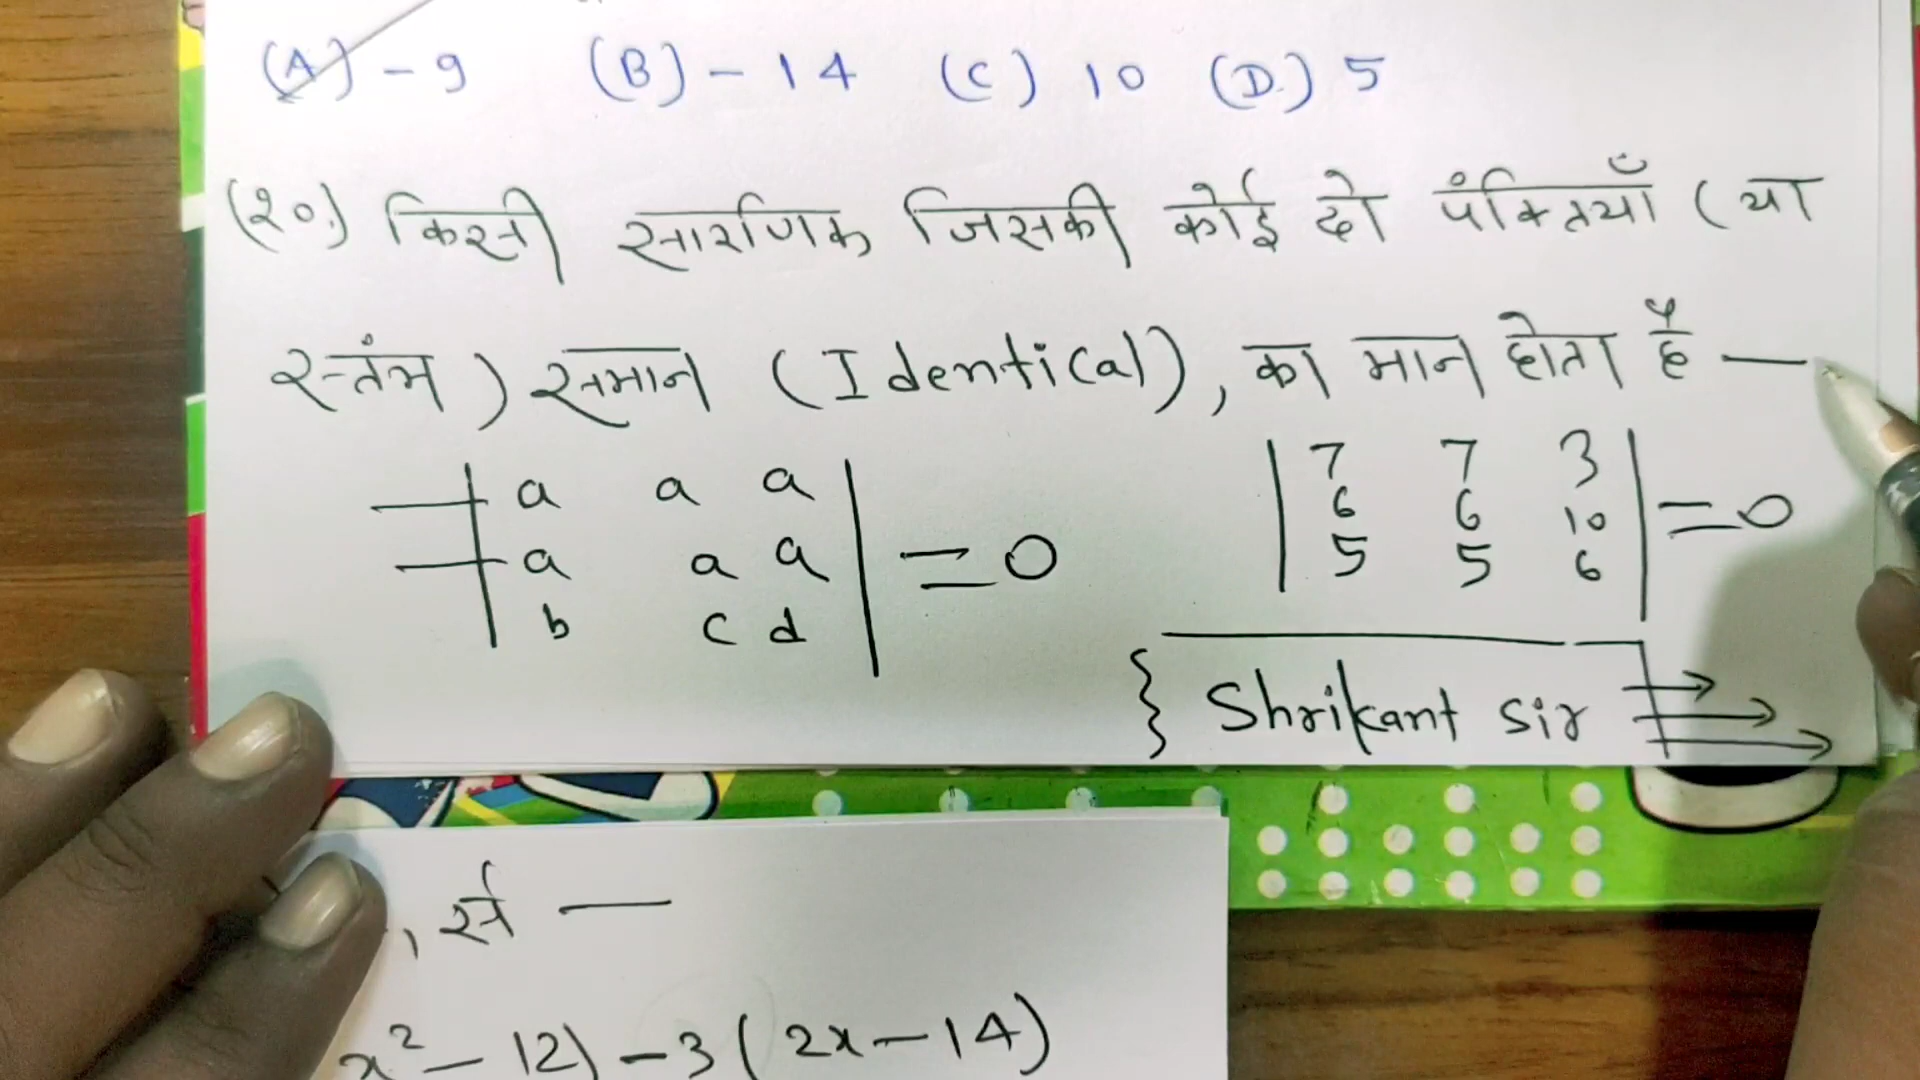 (A) - 9 (B) - 14 (C) 10 (D.) 5
(२०.) किसी सारणिक जिसकी कोई दो पंक्तियाँ (या
स्तंभ) समान (Identical), का मान होता है —
| a a a |
| a a a | = 0
| b c d |
| 7 7 3 |
| 6 6 10 | = 0
| 5 5 6 |
} Shrikant sir
, से —
x² - 12) - 3 ( 2x - 14)